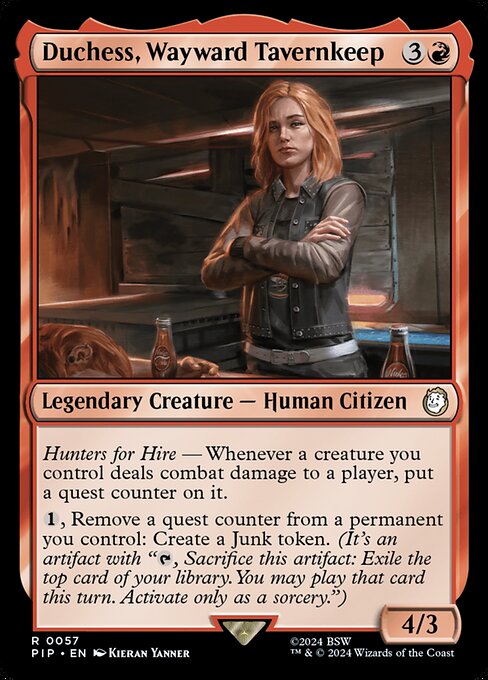 Duchess, Wayward Tavernkeep 3
Legendary Creature — Human Citizen
Hunters for Hire — Whenever a creature you
control deals combat damage to a player, put
a quest counter on it.
1, Remove a quest counter from a permanent
you control: Create a Junk token. (It's an
artifact with “, Sacrifice this artifact: Exile the
top card of your library. You may play that card
this turn. Activate only as a sorcery.”)
4/3
R 0057
PIP • EN Kieran Yanner
©2024 BSW
™ & © 2024 Wizards of the Coast